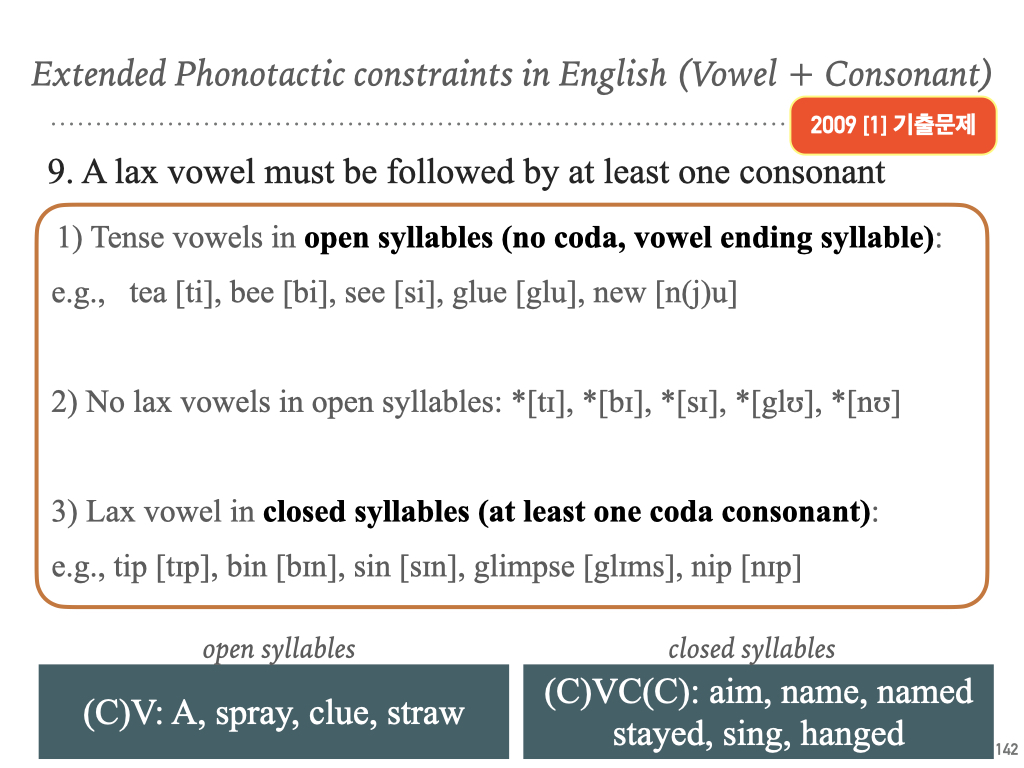 Extended Phonotactic constraints in English (Vowel + Consonant)
2009 [1] 기출문제
9. A lax vowel must be followed by at least one consonant
1) Tense vowels in open syllables (no coda, vowel ending syllable):
e.g., tea [ti], bee [bi], see [si], glue [glu], new [n(j)u]
2) No lax vowels in open syllables: *[tɪ], *[bɪ], *[sɪ], *[glʊ], *[nʊ]
3) Lax vowel in closed syllables (at least one coda consonant):
e.g., tip [tɪp], bin [bɪn], sin [sɪn], glimpse [glɪms], nip [nɪp]
open syllables
(C)V: A, spray, clue, straw
closed syllables
(C)VC(C): aim, name, named
stayed, sing, hanged
142